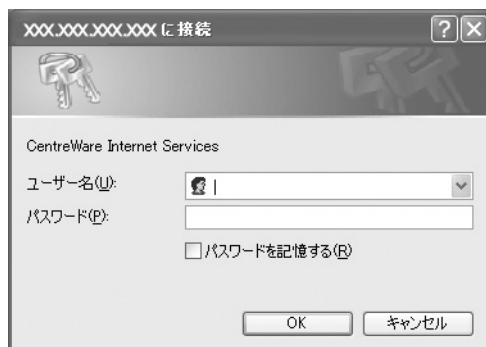 xxx.xxx.xxx.xxx に接続
CentreWare Internet Services
ユーザー名(U):
パスワード(P):
パスワードを記憶する(R)
OK キャンセル